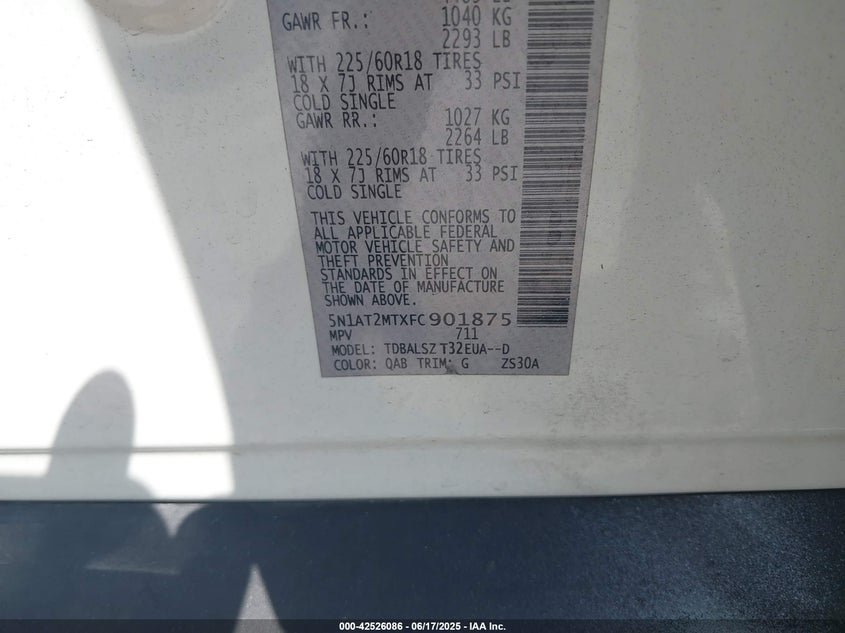 GAWR FR.: 1040 KG
2293 LB
WITH 225/60R18 TIRES
18 X 7J RIMS AT 33 PSI
COLD SINGLE
GAWR RR.: 1027 KG
2264 LB
WITH 225/60R18 TIRES
18 X 7J RIMS AT 33 PSI
COLD SINGLE
THIS VEHICLE CONFORMS TO
ALL APPLICABLE FEDERAL
MOTOR VEHICLE SAFETY AND
THEFT PREVENTION
STANDARDS IN EFFECT ON
THE DATE OF MANUFACTURE
SHOWN ABOVE.
5N1AT2MTXFC901875
MPV 711
MODEL: TDBALSZ T32EUA--D
COLOR: QAB TRIM: G ZS30A
000-42526086 - 06/17/2025 - IAA Inc.